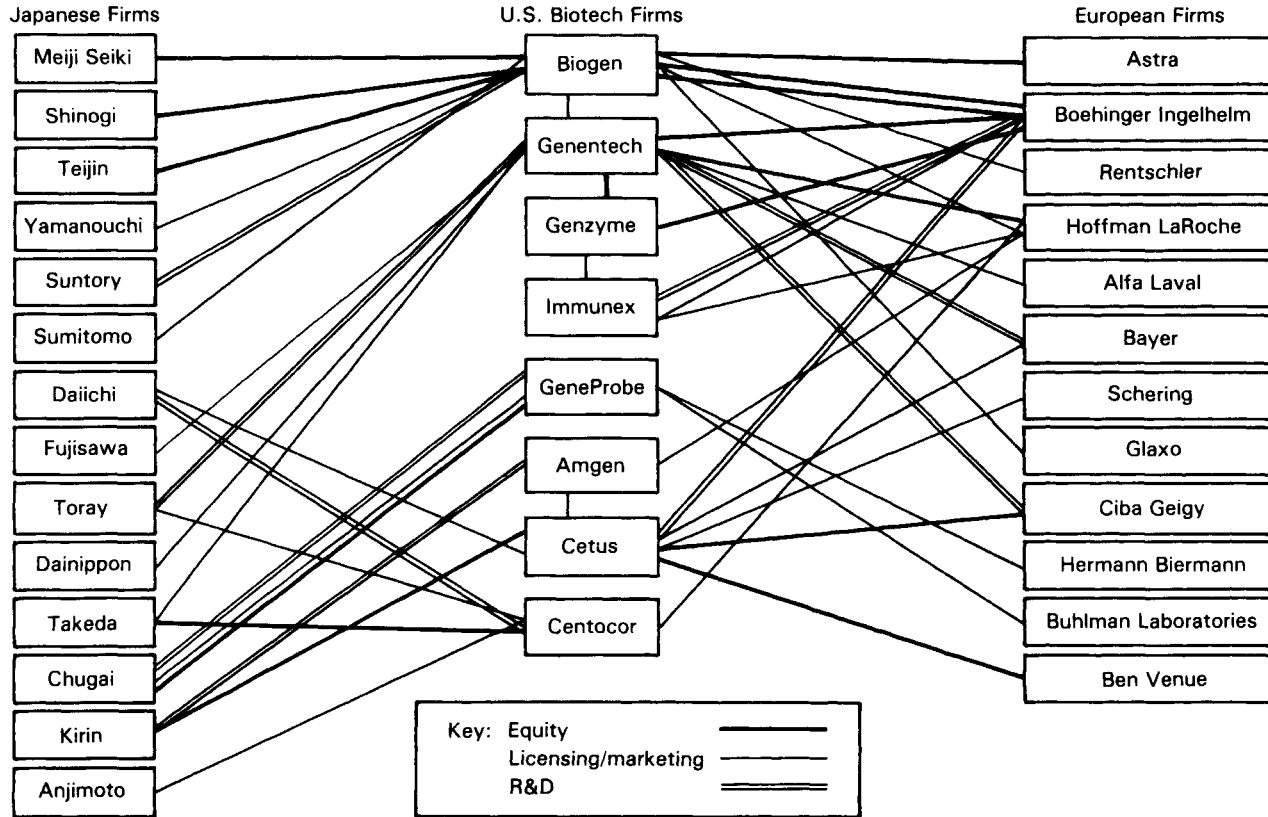 Japanese Firms
U.S. Biotech Firms
European Firms
Meiji Seiki
Shinogi
Teijin
Yamanouchi
Suntory
Sumitomo
Daiichi
Fujisawa
Toray
Dainippon
Takeda
Chugai
Kirin
Anjimoto
Biogen
Genentech
Genzyme
Immunex
GeneProbe
Amgen
Cetus
Centocor
Astra
Boehinger Ingelhelm
Rentschler
Hoffman LaRoche
Alfa Laval
Bayer
Schering
Glaxo
Ciba Geigy
Hermann Biermann
Buhlman Laboratories
Ben Venue
Key: Equity
Licensing/marketing
R&D